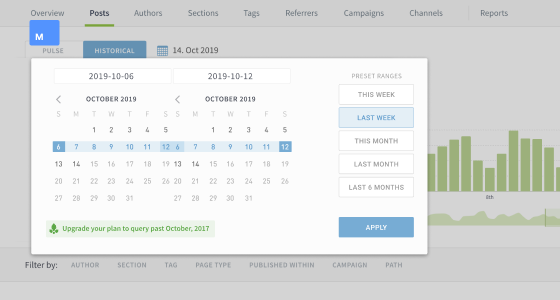 Overview Posts Authors Sections Tags Referrers Campaigns Channels Reports
M
PULSE HISTORICAL 14. Oct 2019
2019-10-06 2019-10-12 PRESET RANGES
OCTOBER 2019 OCTOBER 2019
THIS WEEK
S M T W T F S S M T W T F S
LAST WEEK
1 2 3 4 5 1 2 3 4 5
6 7 8 9 10 11 12 6 7 8 9 10 11 12
THIS MONTH
13 14 15 16 17 18 19 13 14 15 16 17 18 19
LAST MONTH
20 21 22 23 24 25 26 20 21 22 23 24 25 26
LAST 6 MONTHS
27 28 29 30 31 27 28 29 30 31
8th
Upgrade your plan to query past October, 2017
APPLY
Filter by: AUTHOR SECTION TAG PAGE TYPE PUBLISHED WITHIN CAMPAIGN PATH